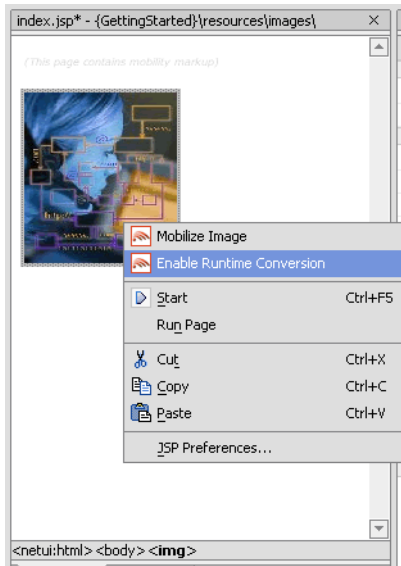 index.jsp* - {GettingStarted}\resources\images\
(This page contains mobility markup)
Mobilize Image
Enable Runtime Conversion
Start Ctrl+F5
Run Page
Cut Ctrl+X
Copy Ctrl+C
Paste Ctrl+V
JSP Preferences...
<netui:html> <body> <img>